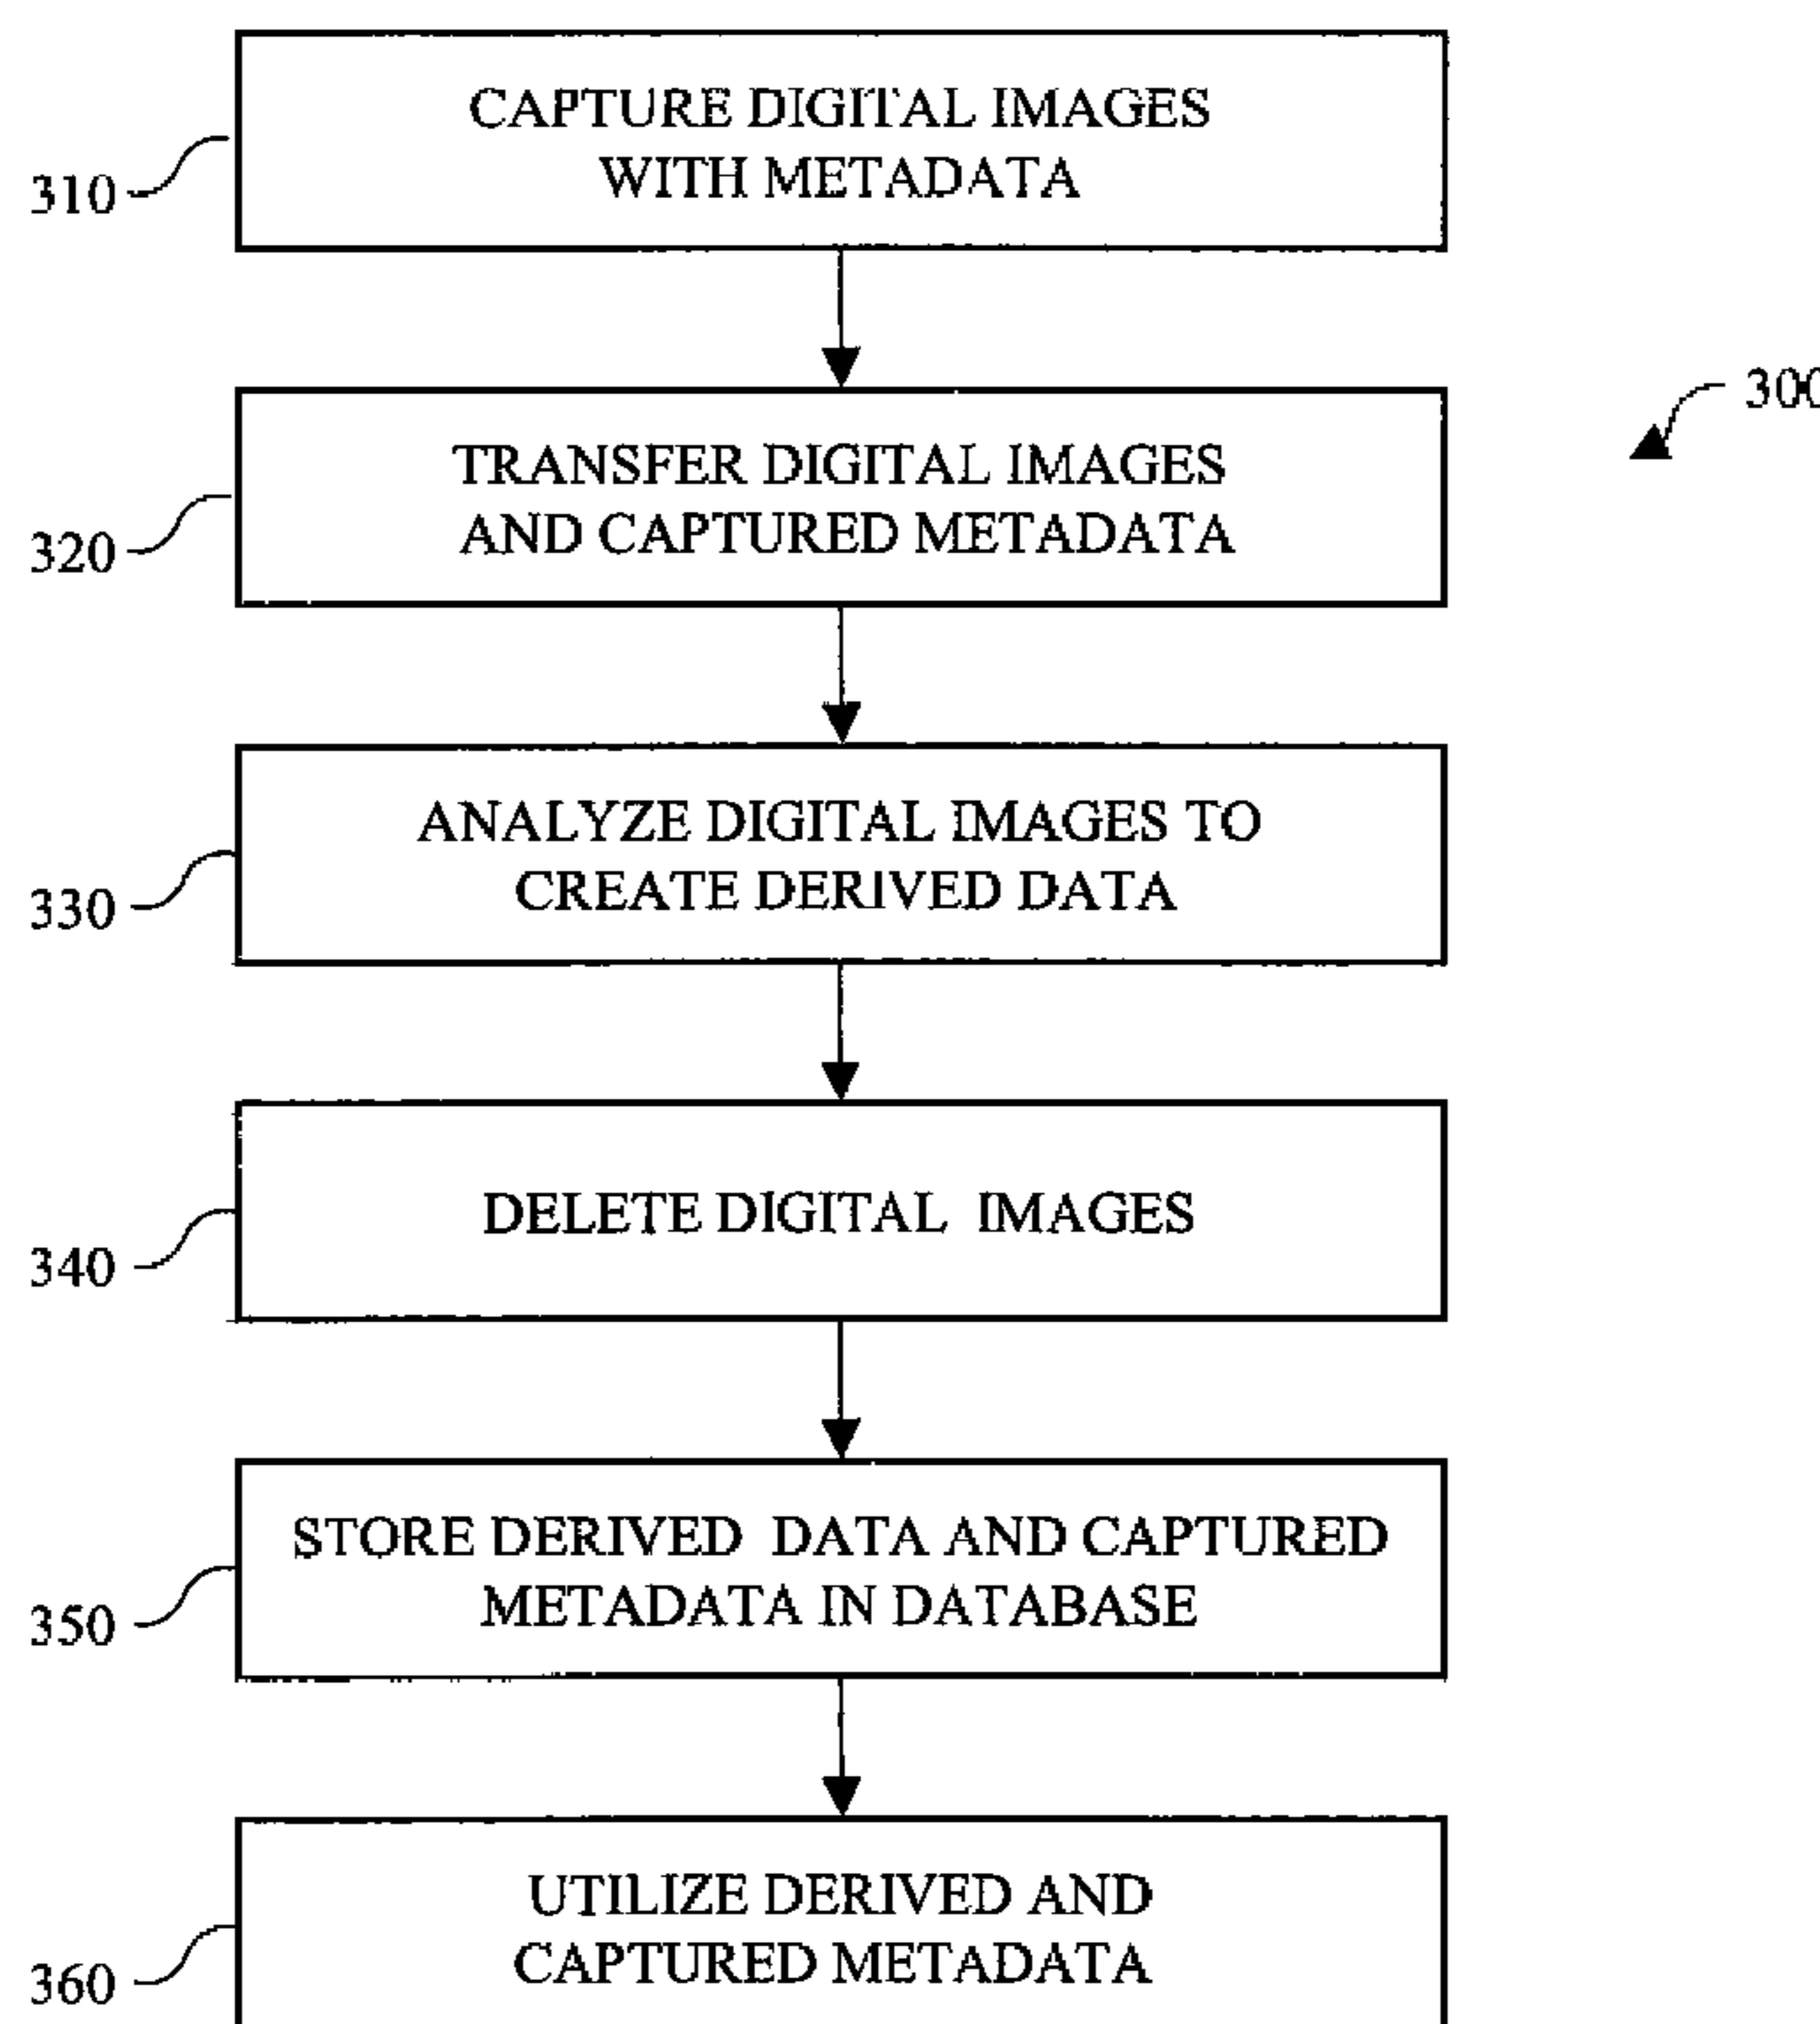 CAPTURE DIGITAL IMAGES
WITH METADATA
310
300
TRANSFER DIGITAL IMAGES
AND CAPTURED METADATA
320
ANALYZE DIGITAL IMAGES TO
CREATE DERIVED DATA
330
DELETE DIGITAL IMAGES
340
STORE DERIVED DATA AND CAPTURED
METADATA IN DATABASE
350
UTILIZE DERIVED AND
CAPTURED METADATA
360